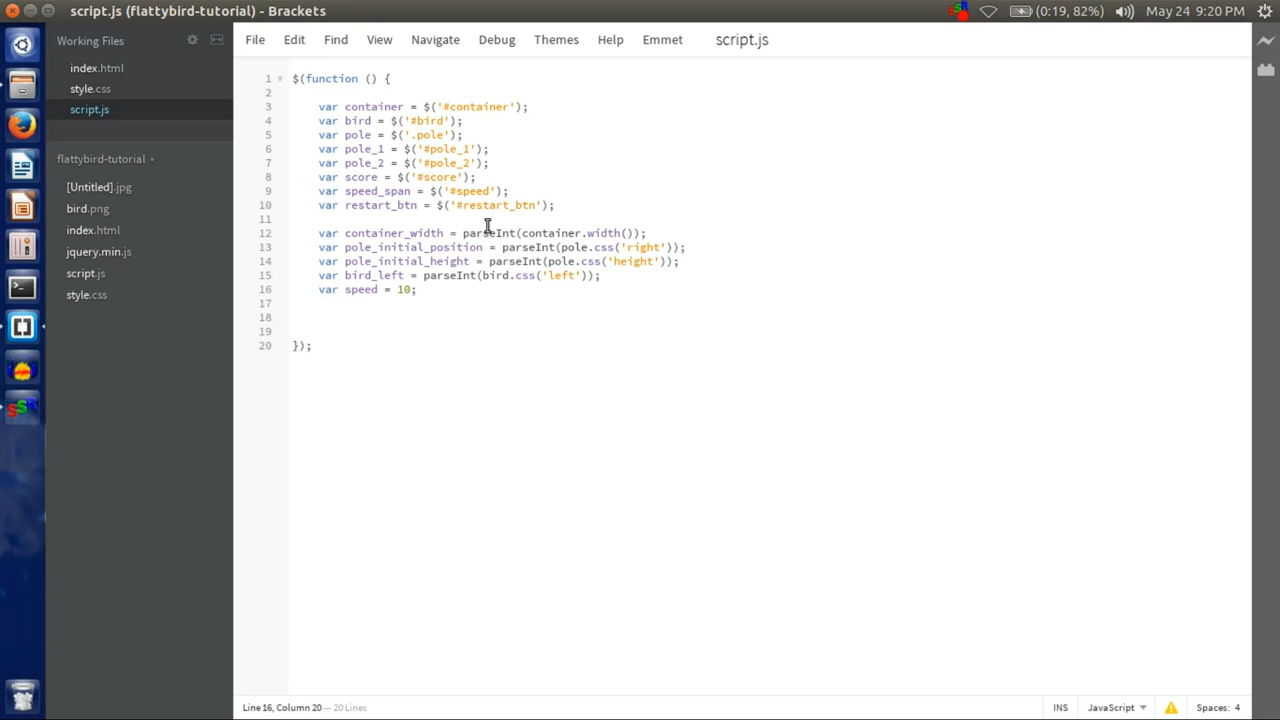 script.js (flattybird-tutorial) - Brackets
(0:19, 82%)
May 24 9:20 PM
Working Files
index.html
style.css
script.js
flattybird-tutorial
[Untitled].jpg
bird.png
index.html
jquery.min.js
script.js
style.css
File Edit Find View Navigate Debug Themes Help Emmet script.js
1 $(function () {
2
3 var container = $('#container');
4 var bird = $('#bird');
5 var pole = $('.pole');
6 var pole_1 = $('#pole_1');
7 var pole_2 = $('#pole_2');
8 var score = $('#score');
9 var speed_span = $('#speed');
10 var restart_btn = $('#restart_btn');
11
12 var container_width = parseInt(container.width());
13 var pole_initial_position = parseInt(pole.css('right'));
14 var pole_initial_height = parseInt(pole.css('height'));
15 var bird_left = parseInt(bird.css('left'));
16 var speed = 10;
17
18
19
20 });
SSR
Line 16, Column 20 — 20 Lines
INS JavaScript Spaces: 4